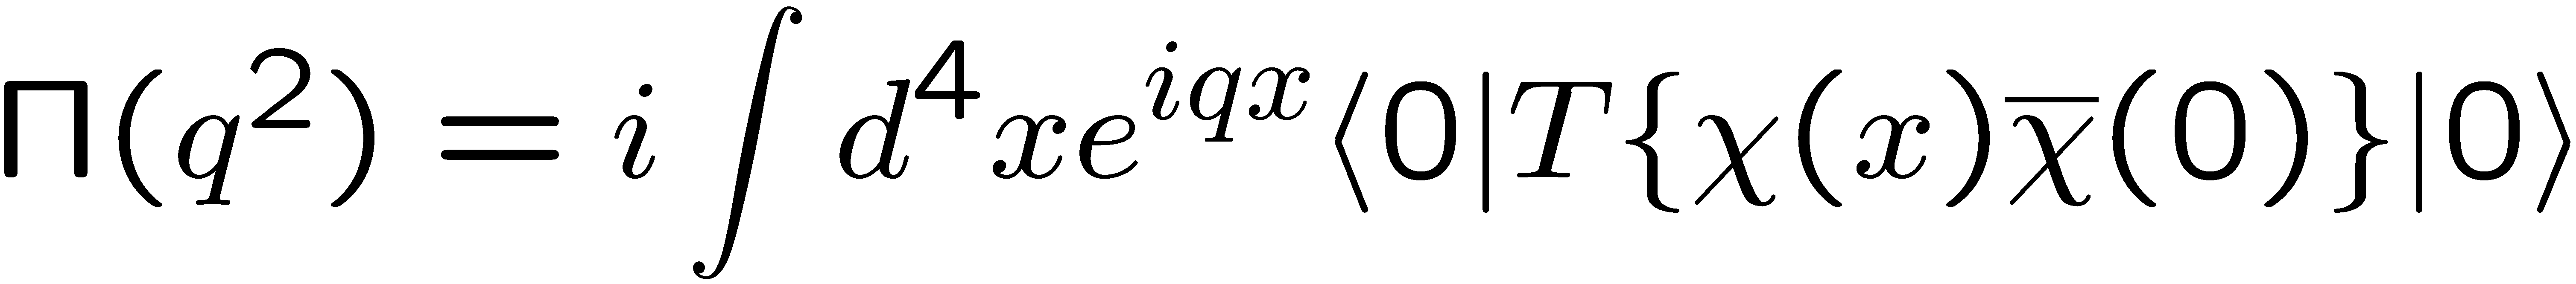 Π(q²) = i ∫ d⁴x e^{iqx} ⟨0|T{χ(x)χ̅(0)}|0⟩